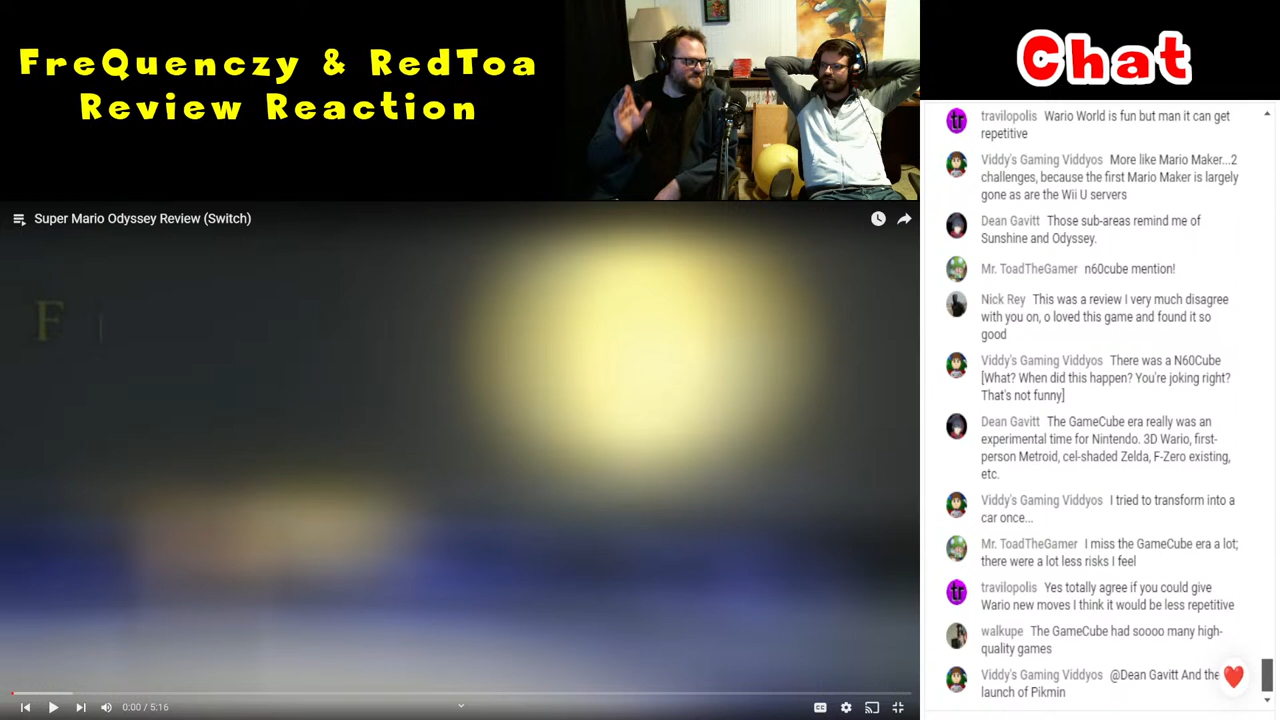 FreQuenczy & RedToa
Review Reaction
Chat
Super Mario Odyssey Review (Switch)
F
0:00 / 5:16
CC
tr travilopolis Wario World is fun but man it can get
repetitive
Viddy's Gaming Viddyos More like Mario Maker...2
challenges, because the first Mario Maker is largely
gone as are the Wii U servers
Dean Gavitt Those sub-areas remind me of
Sunshine and Odyssey.
Mr. ToadTheGamer n60cube mention!
Nick Rey This was a review I very much disagree
with you on, o loved this game and found it so
good
Viddy's Gaming Viddyos There was a N60Cube
[What? When did this happen? You're joking right?
That's not funny]
Dean Gavitt The GameCube era really was an
experimental time for Nintendo. 3D Wario, first-
person Metroid, cel-shaded Zelda, F-Zero existing,
etc.
Viddy's Gaming Viddyos I tried to transform into a
car once...
Mr. ToadTheGamer I miss the GameCube era a lot;
there were a lot less risks I feel
tr travilopolis Yes totally agree if you could give
Wario new moves I think it would be less repetitive
walkupe The GameCube had soooo many high-
quality games
Viddy's Gaming Viddyos @Dean Gavitt And the
launch of Pikmin